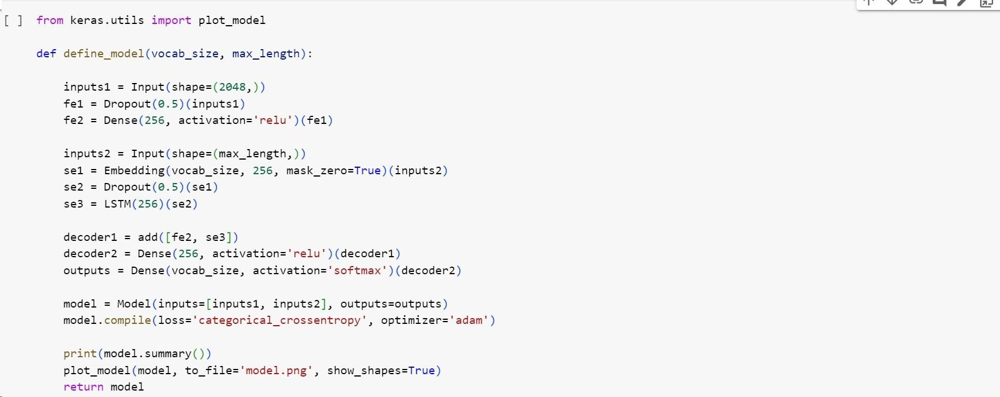 [ ] from keras.utils import plot_model
def define_model(vocab_size, max_length):
inputs1 = Input(shape=(2048,))
fe1 = Dropout(0.5)(inputs1)
fe2 = Dense(256, activation='relu')(fe1)
inputs2 = Input(shape=(max_length,))
se1 = Embedding(vocab_size, 256, mask_zero=True)(inputs2)
se2 = Dropout(0.5)(se1)
se3 = LSTM(256)(se2)
decoder1 = add([fe2, se3])
decoder2 = Dense(256, activation='relu')(decoder1)
outputs = Dense(vocab_size, activation='softmax')(decoder2)
model = Model(inputs=[inputs1, inputs2], outputs=outputs)
model.compile(loss='categorical_crossentropy', optimizer='adam')
print(model.summary())
plot_model(model, to_file='model.png', show_shapes=True)
return model